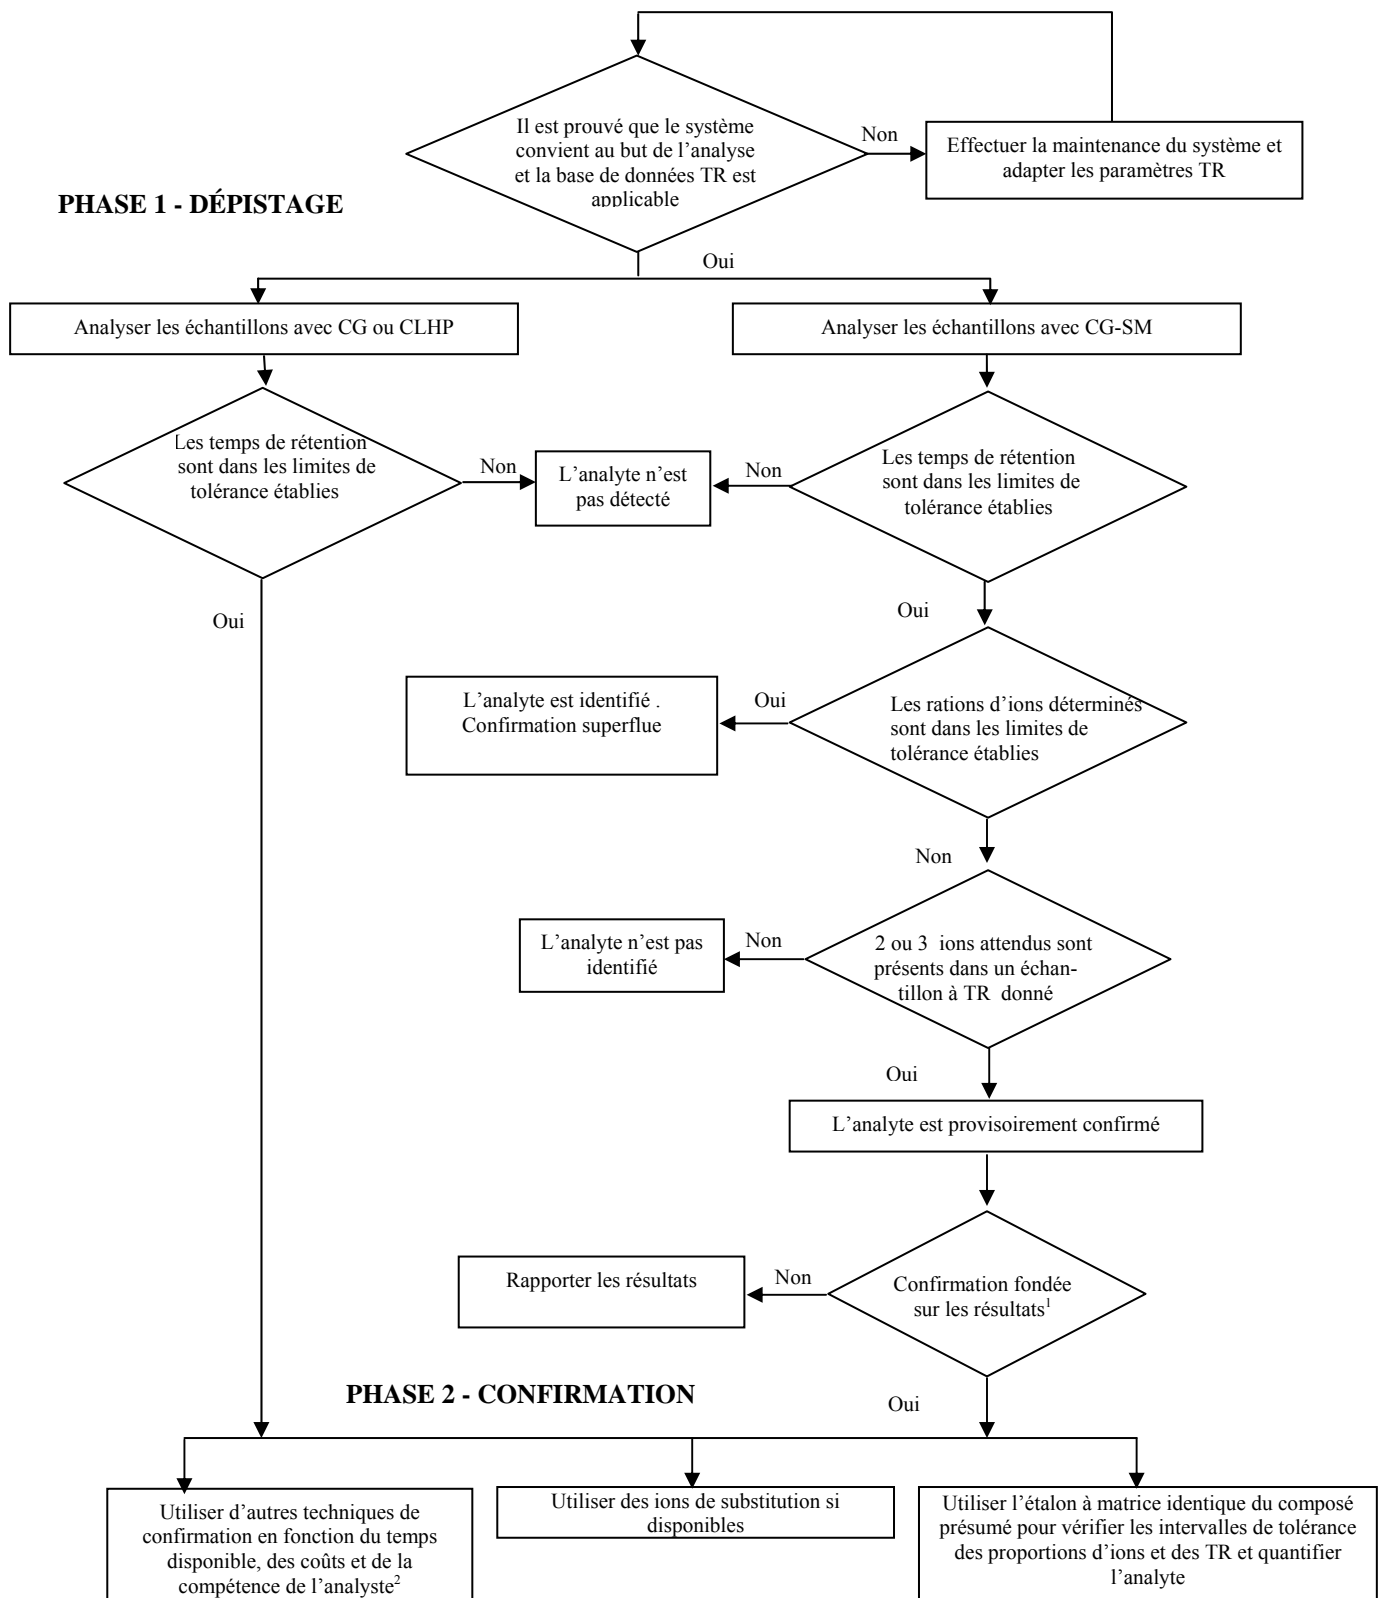 Il est prouvé que le système
convient au but de l'analyse
et la base de données TR est
applicable
Non
Effectuer la maintenance du système et
adapter les paramètres TR
PHASE 1 - DÉPISTAGE
Oui
Analyser les échantillons avec CG ou CLHP
Analyser les échantillons avec CG-SM
Les temps de rétention
sont dans les limites de
tolérance établies
Non
L'analyte n'est
pas détecté
Non
Les temps de rétention
sont dans les limites de
tolérance établies
Oui
Oui
L'analyte est identifié .
Confirmation superflue
Oui
Les rations d'ions déterminés
sont dans les limites de
tolérance établies
Non
L'analyte n'est pas
identifié
Non
2 ou 3 ions attendus sont
présents dans un échan-
tillon à TR donné
Oui
L'analyte est provisoirement confirmé
Rapporter les résultats
Non
Confirmation fondée
sur les résultats¹
PHASE 2 - CONFIRMATION
Oui
Utiliser d'autres techniques de
confirmation en fonction du temps
disponible, des coûts et de la
compétence de l'analyste²
Utiliser des ions de substitution si
disponibles
Utiliser l'étalon à matrice identique du composé
présumé pour vérifier les intervalles de tolérance
des proportions d'ions et des TR et quantifier
l'analyte